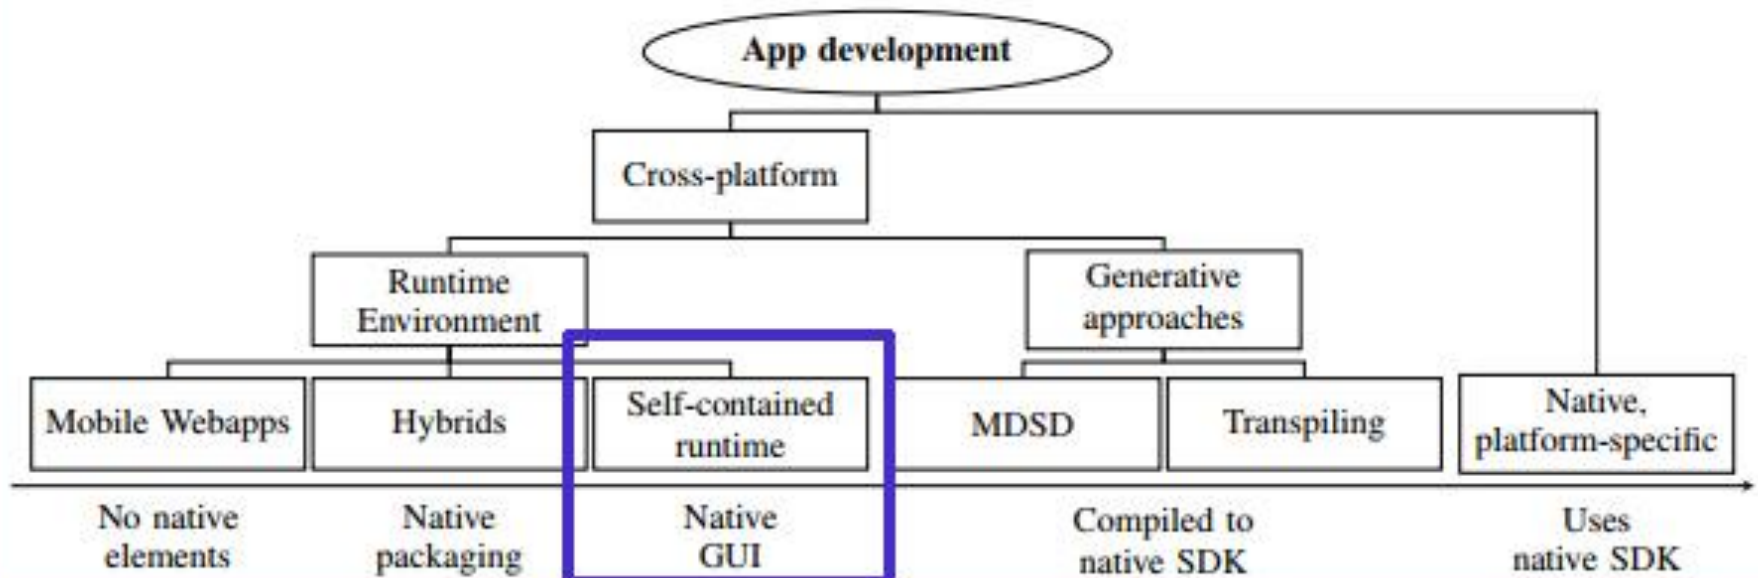 App development
Cross-platform
Runtime
Environment
Generative
approaches
Mobile Webapps
Hybrids
Self-contained
runtime
MDSD
Transpiling
Native,
platform-specific
No native
elements
Native
packaging
Native
GUI
Compiled to
native SDK
Uses
native SDK